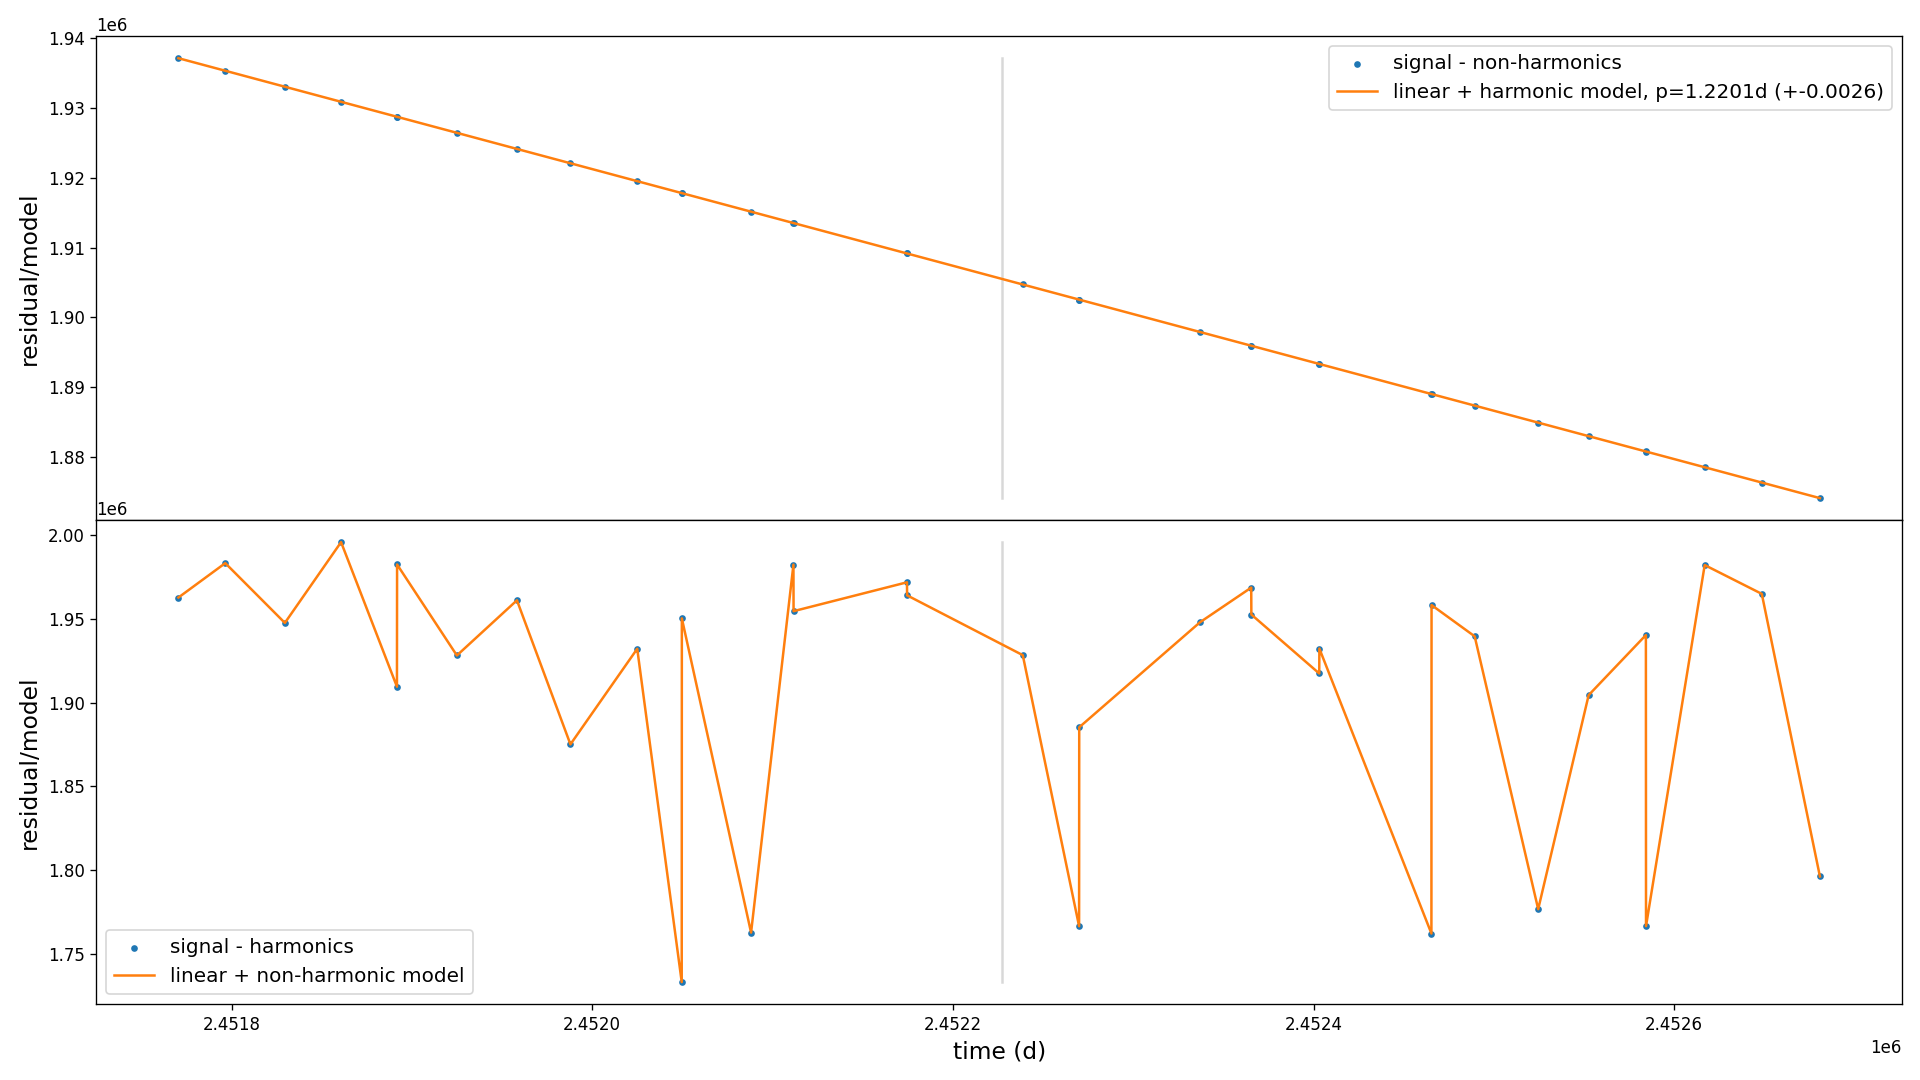 1e6
1.94
1.93
1.92
1.91
1.90
1.89
1.88
residual/model
signal - non-harmonics
linear + harmonic model, p=1.2201d (+-0.0026)
1e6
2.00
1.95
1.90
1.85
1.80
1.75
residual/model
signal - harmonics
linear + non-harmonic model
2.4518 2.4520 2.4522 2.4524 2.4526
1e6
time (d)